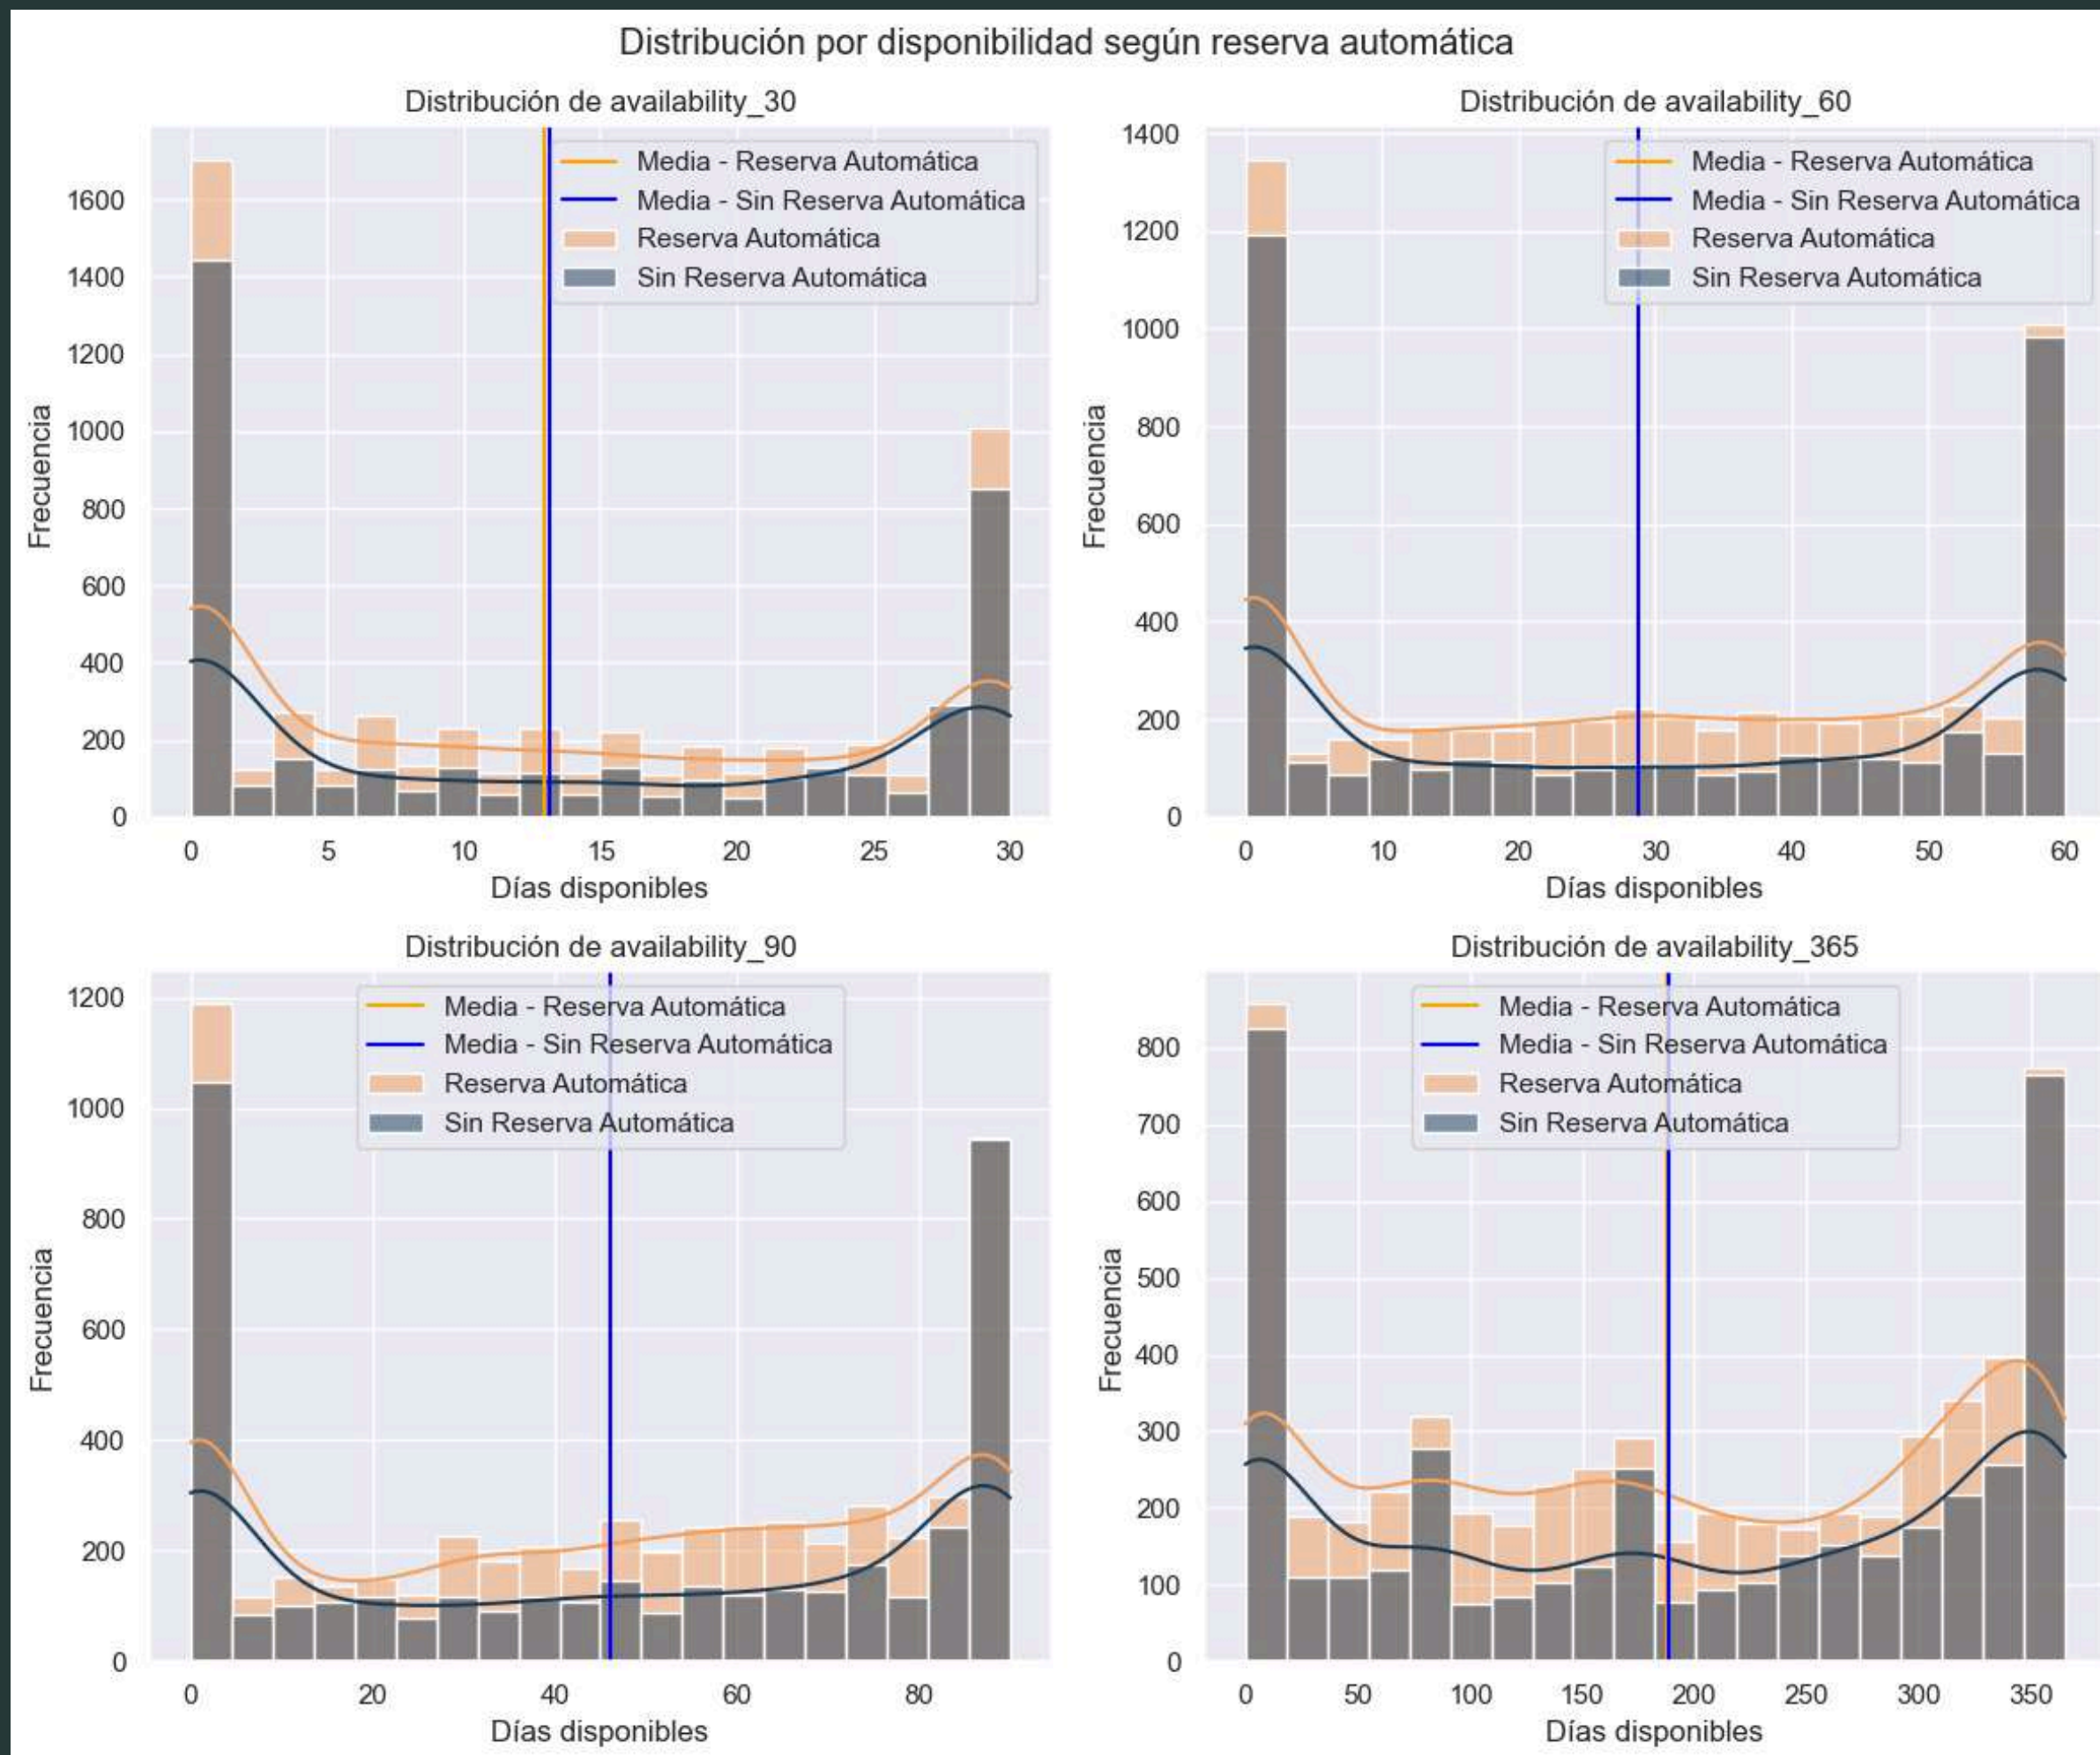 Distribución por disponibilidad según reserva automática
Distribución de availability_30
Frecuencia
1600
1400
1200
1000
800
600
400
200
0
Media - Reserva Automática
Media - Sin Reserva Automática
Reserva Automática
Sin Reserva Automática
0 5 10 15 20 25 30
Días disponibles
Distribución de availability_60
Frecuencia
1400
1200
1000
800
600
400
200
0
Media - Reserva Automática
Media - Sin Reserva Automática
Reserva Automática
Sin Reserva Automática
0 10 20 30 40 50 60
Días disponibles
Distribución de availability_90
Frecuencia
1200
1000
800
600
400
200
0
Media - Reserva Automática
Media - Sin Reserva Automática
Reserva Automática
Sin Reserva Automática
0 20 40 60 80
Días disponibles
Distribución de availability_365
Frecuencia
800
700
600
500
400
300
200
100
0
Media - Reserva Automática
Media - Sin Reserva Automática
Reserva Automática
Sin Reserva Automática
0 50 100 150 200 250 300 350
Días disponibles